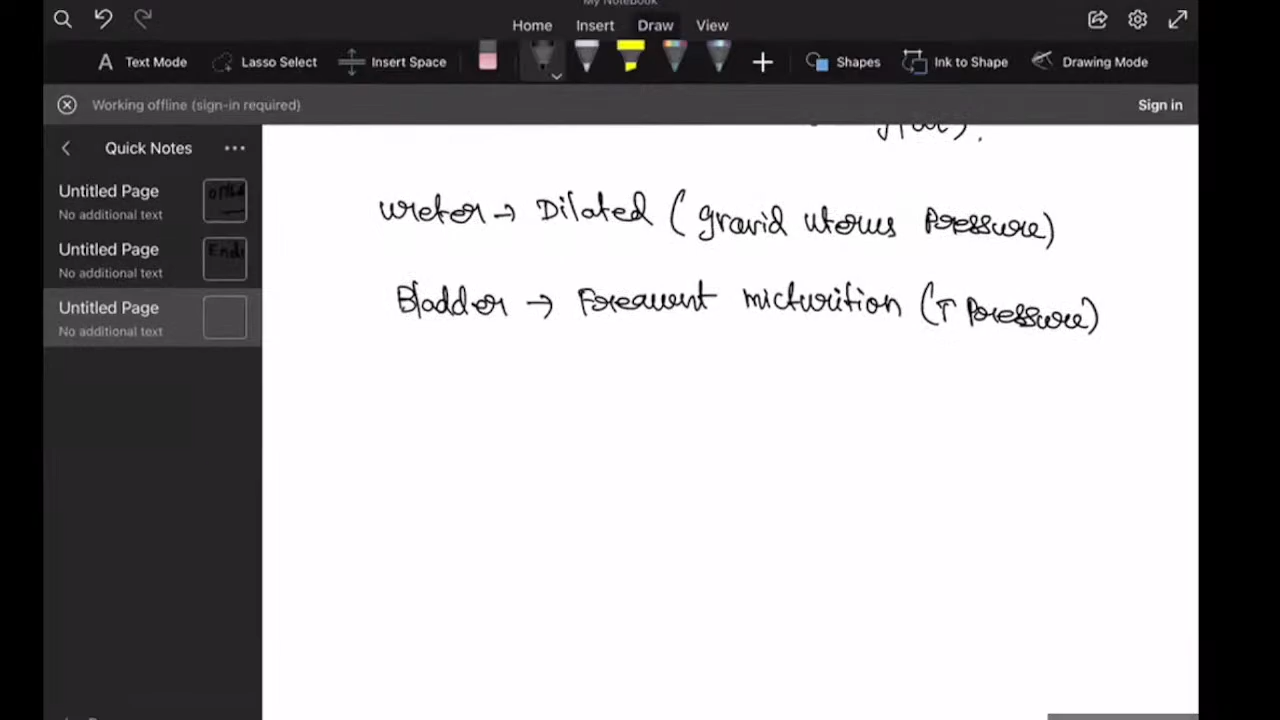 My Notebook
Home Insert Draw View
Text Mode Lasso Select Insert Space Shapes Ink to Shape Drawing Mode
Working offline (sign-in required) Sign in
Quick Notes
Untitled Page
No additional text
Untitled Page
No additional text
Untitled Page
No additional text
Ureter → Dilated (gravid uterus Pressure)
Bladder → Frequent micturition (↑ Pressure)